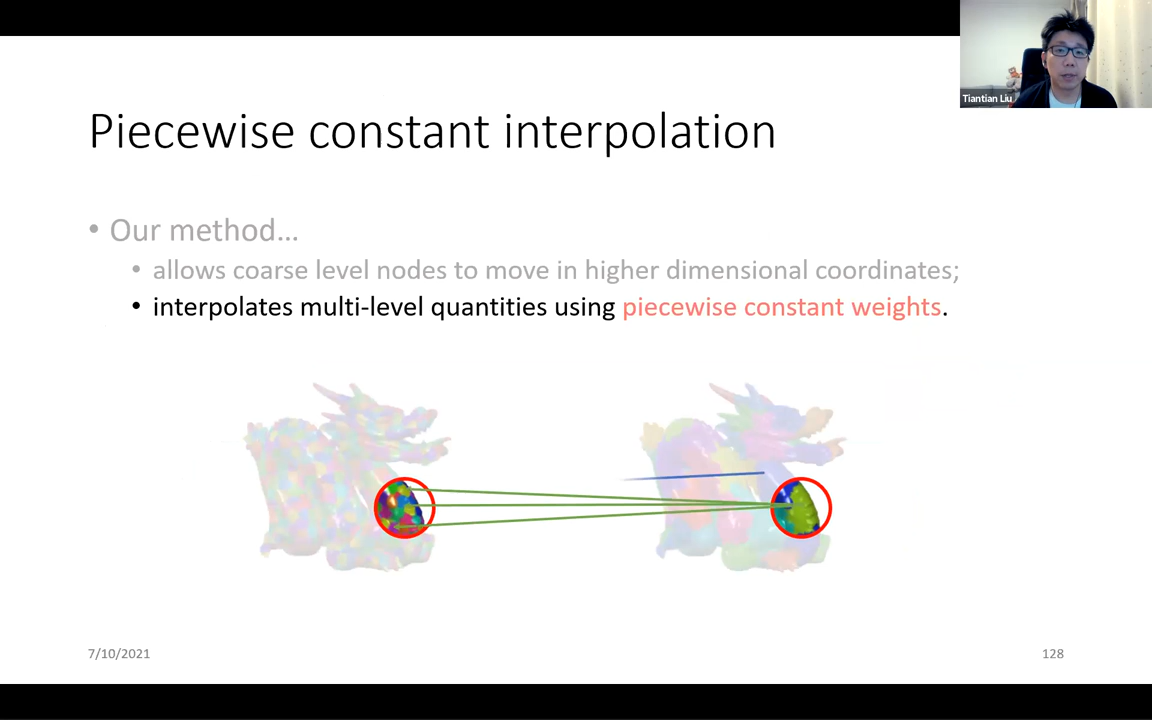 Tiantian Liu
Piecewise constant interpolation
• Our method…
• allows coarse level nodes to move in higher dimensional coordinates;
• interpolates multi-level quantities using piecewise constant weights.
7/10/2021
128